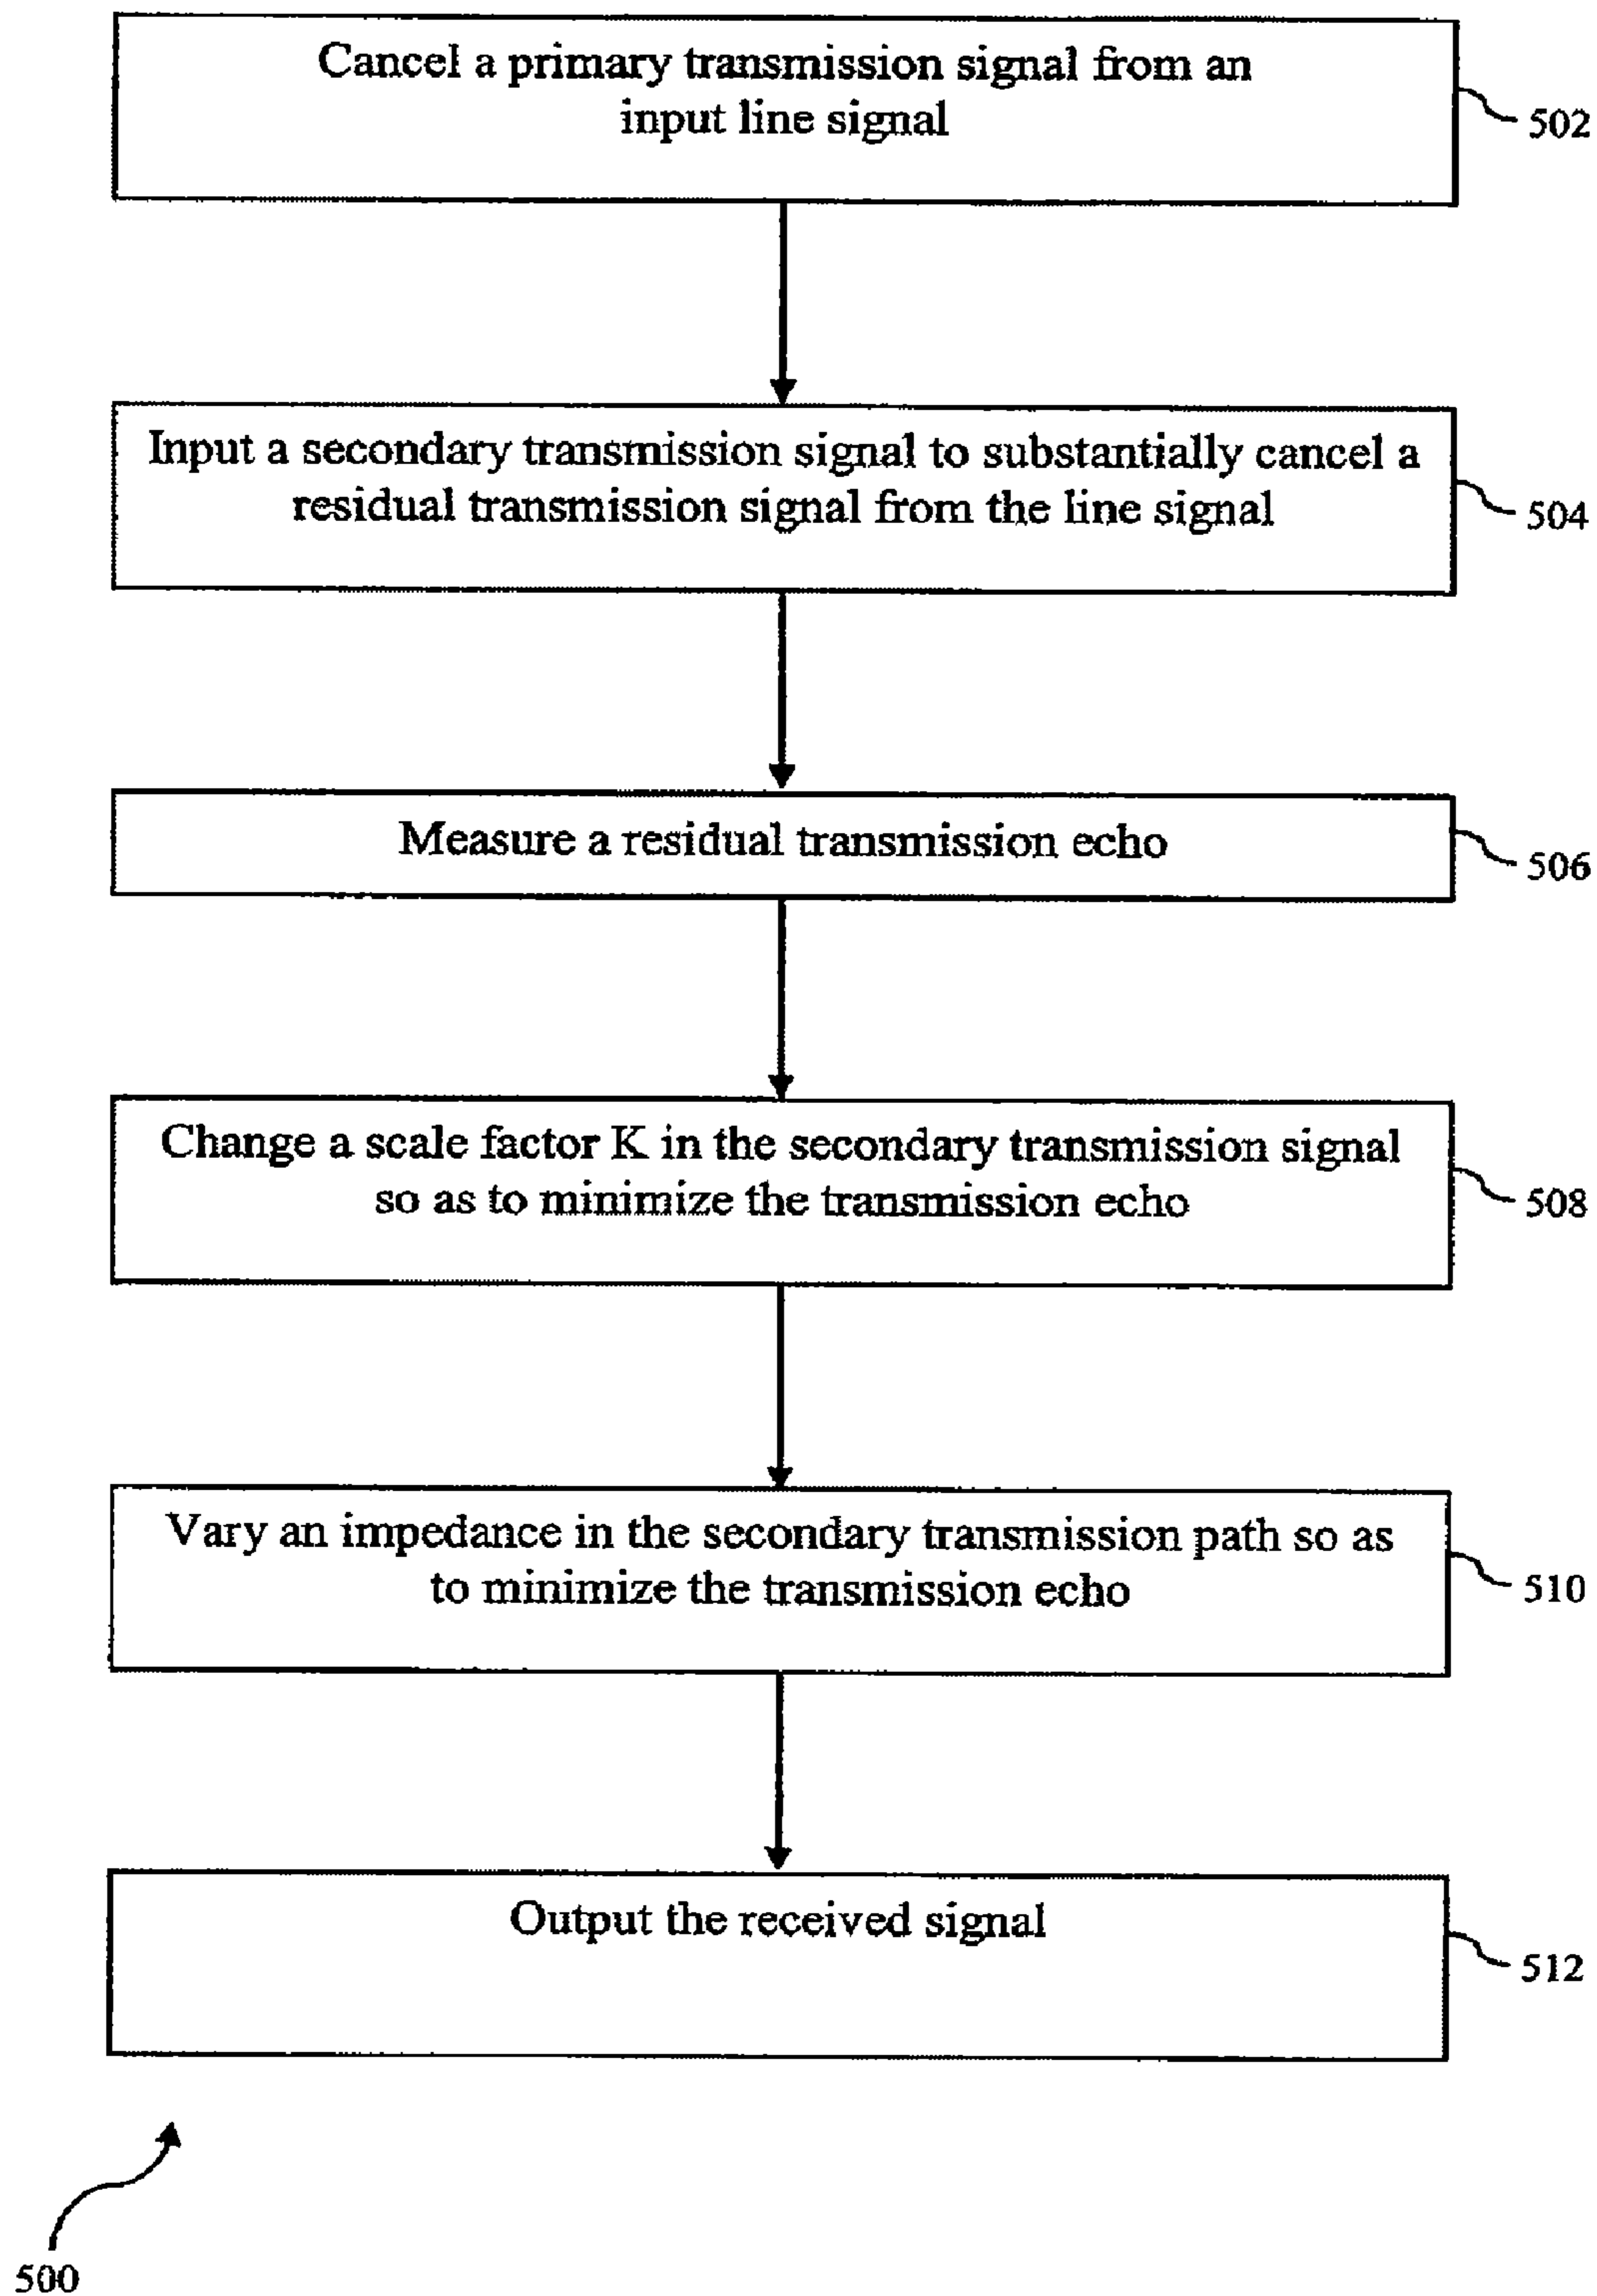 Cancel a primary transmission signal from an
input line signal
502
Input a secondary transmission signal to substantially cancel a
residual transmission signal from the line signal
504
Measure a residual transmission echo
506
Change a scale factor K in the secondary transmission signal
so as to minimize the transmission echo
508
Vary an impedance in the secondary transmission path so as
to minimize the transmission echo
510
Output the received signal
512
500